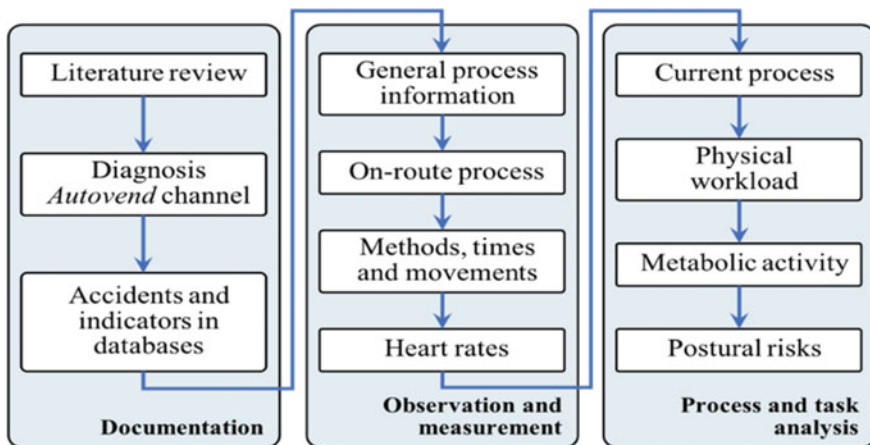 Literature review
Diagnosis
Autovend channel
Accidents and
indicators in
databases
Documentation
General process
information
On-route process
Methods, times
and movements
Heart rates
Observation and
measurement
Current process
Physical
workload
Metabolic activity
Postural risks
Process and task
analysis